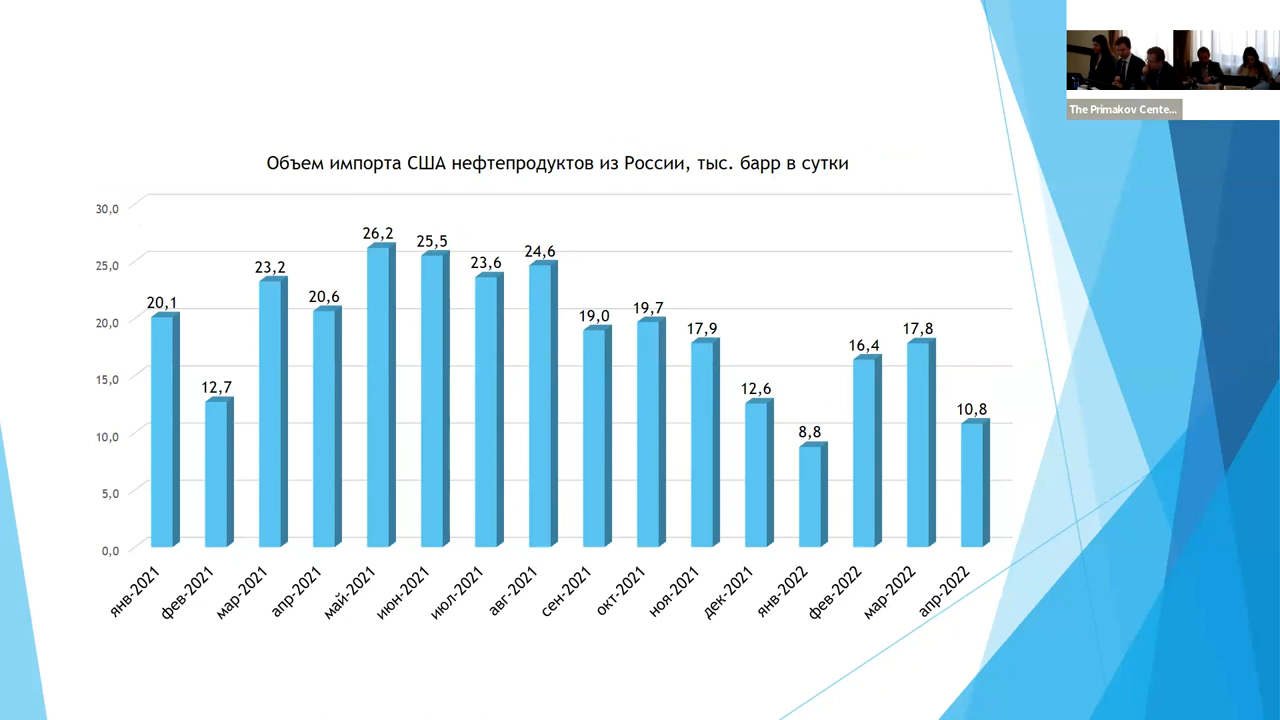 The Primakov Cente...
Объем импорта США нефтепродуктов из России, тыс. барр в сутки
30,0
25,0
20,0
15,0
10,0
5,0
0,0
20,1
12,7
23,2
20,6
26,2
25,5
23,6
24,6
19,0
19,7
17,9
12,6
8,8
16,4
17,8
10,8
янв-2021
фев-2021
мар-2021
апр-2021
май-2021
июн-2021
июл-2021
авг-2021
сен-2021
окт-2021
ноя-2021
дек-2021
янв-2022
фев-2022
мар-2022
апр-2022